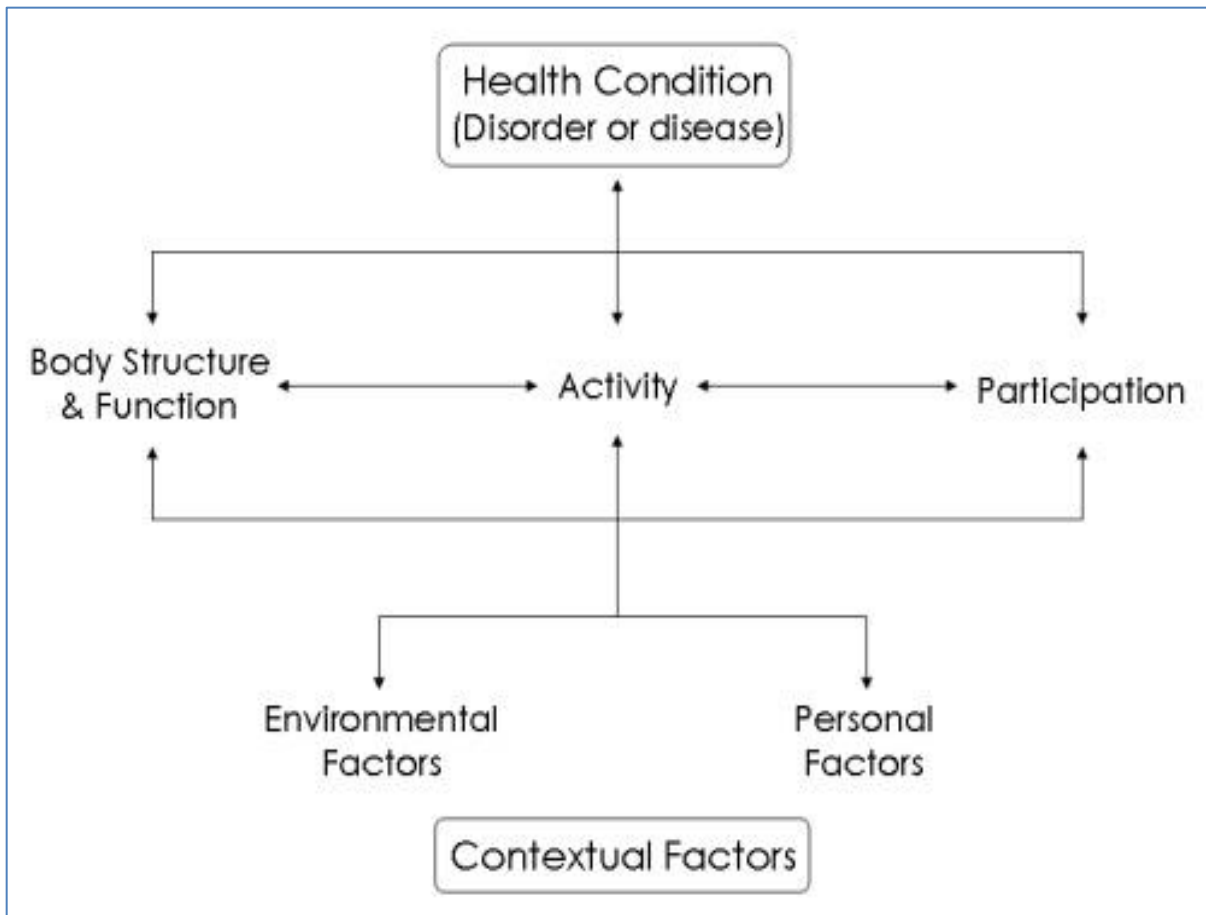 Health Condition
(Disorder or disease)
Body Structure
& Function
Activity
Participation
Environmental
Factors
Personal
Factors
Contextual Factors